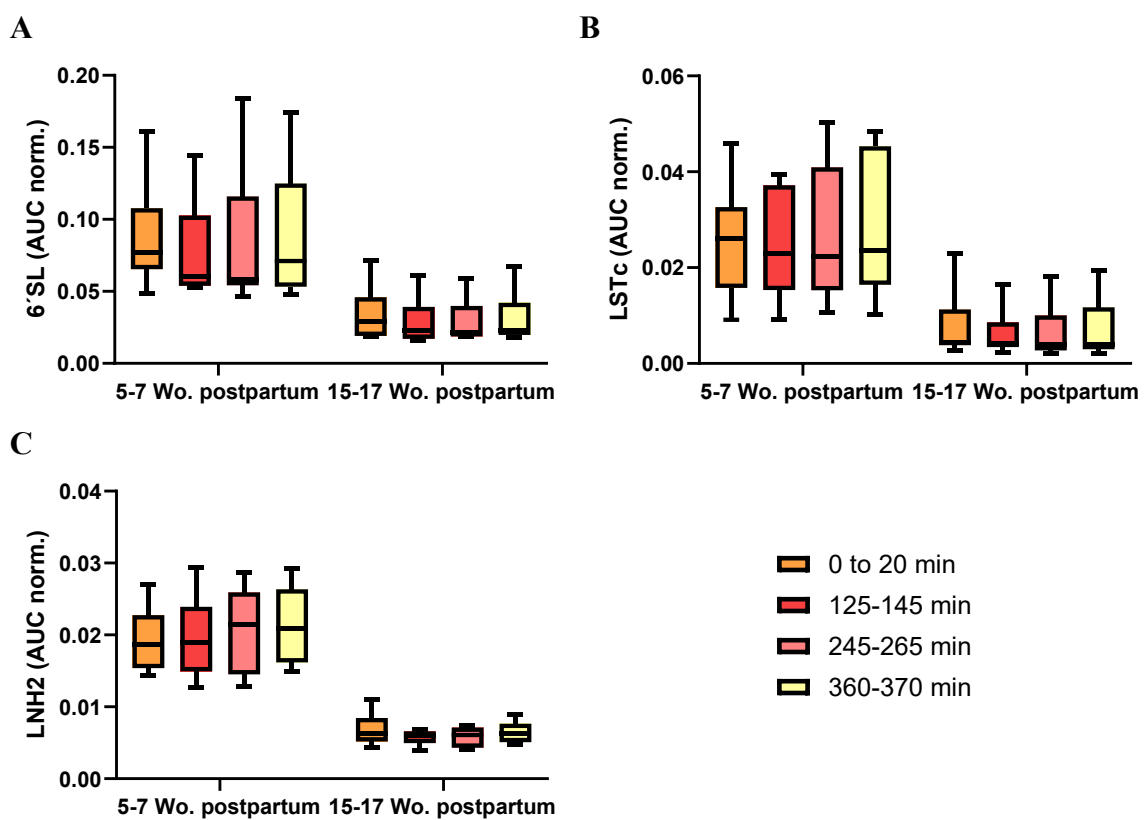 A
6´SL (AUC norm.)
0.20
0.15
0.10
0.05
0.00
5-7 Wo. postpartum 15-17 Wo. postpartum
B
LSTc (AUC norm.)
0.06
0.04
0.02
0.00
5-7 Wo. postpartum 15-17 Wo. postpartum
C
LNH2 (AUC norm.)
0.04
0.03
0.02
0.01
0.00
5-7 Wo. postpartum 15-17 Wo. postpartum
0 to 20 min
125-145 min
245-265 min
360-370 min